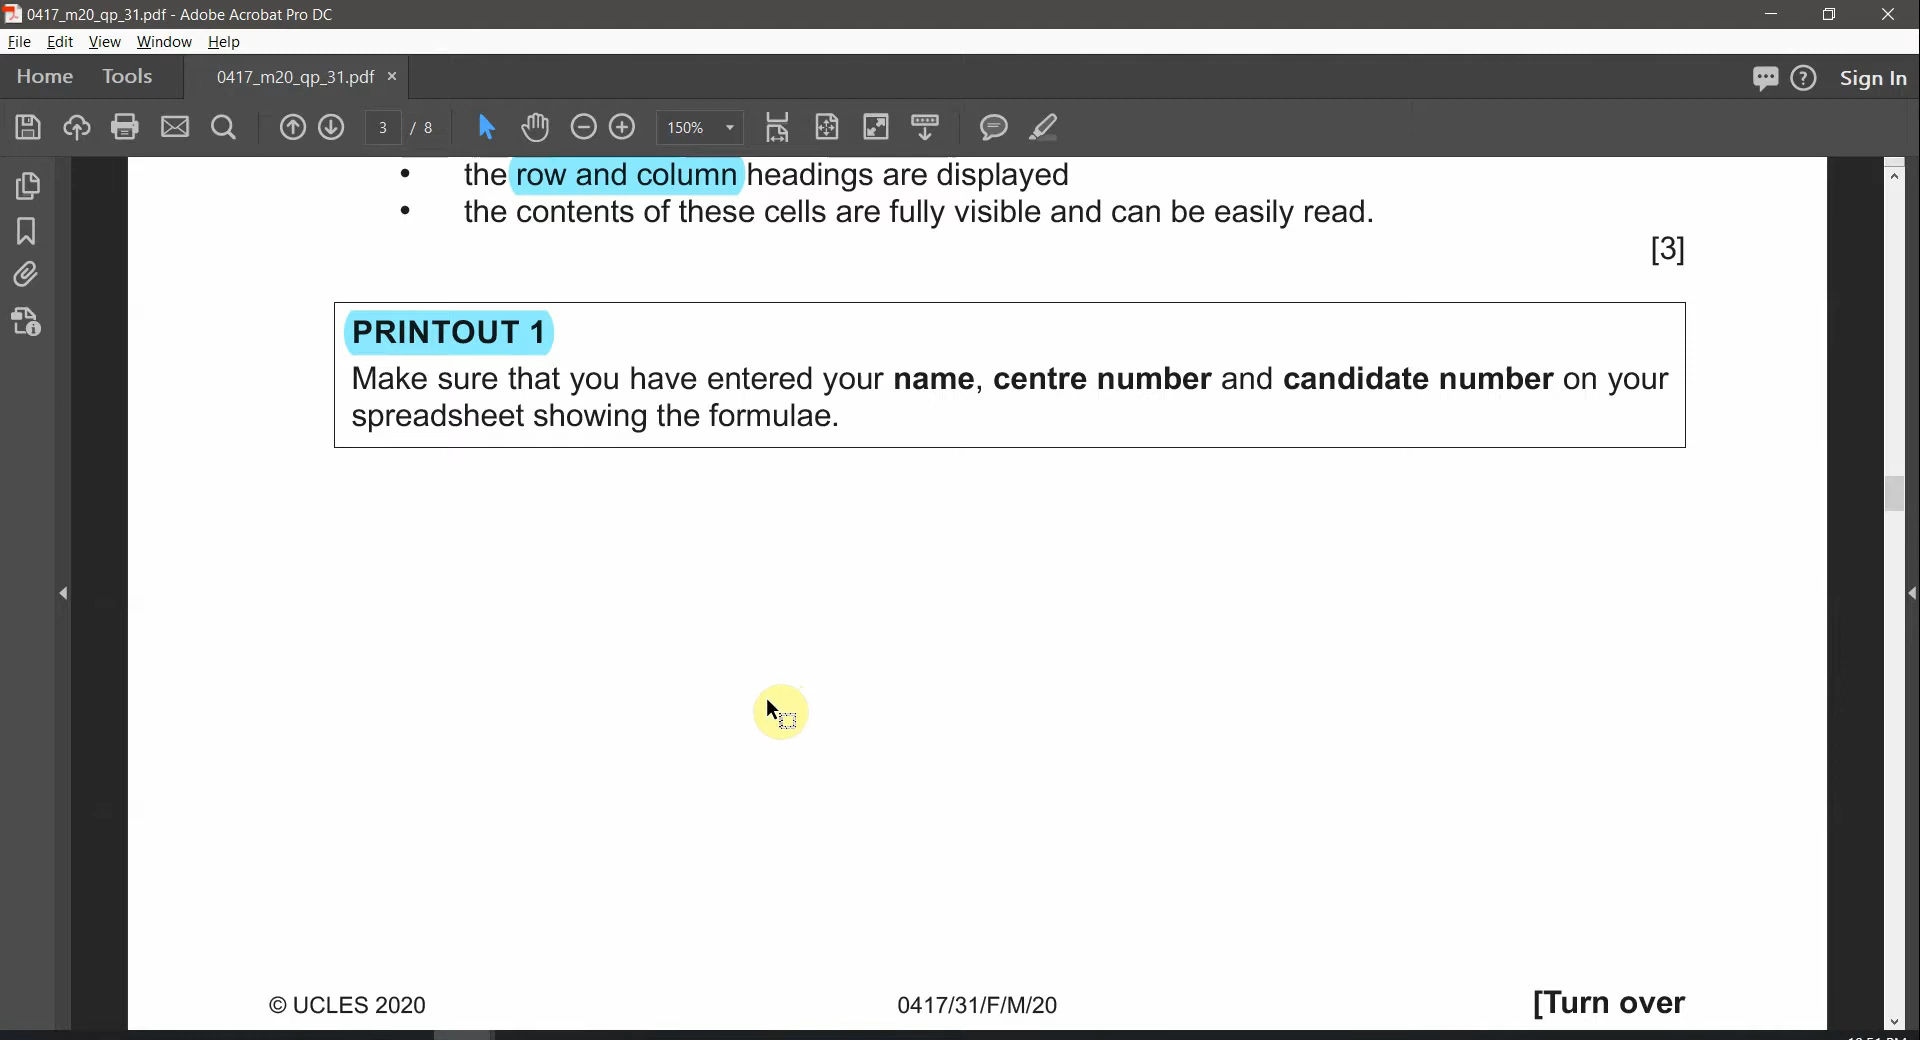 0417_m20_qp_31.pdf - Adobe Acrobat Pro DC
File Edit View Window Help
Home Tools 0417_m20_qp_31.pdf × Sign In
3 / 8 150%
• the row and column headings are displayed
• the contents of these cells are fully visible and can be easily read.
[3]
PRINTOUT 1
Make sure that you have entered your name, centre number and candidate number on your
spreadsheet showing the formulae.
© UCLES 2020 0417/31/F/M/20 [Turn over